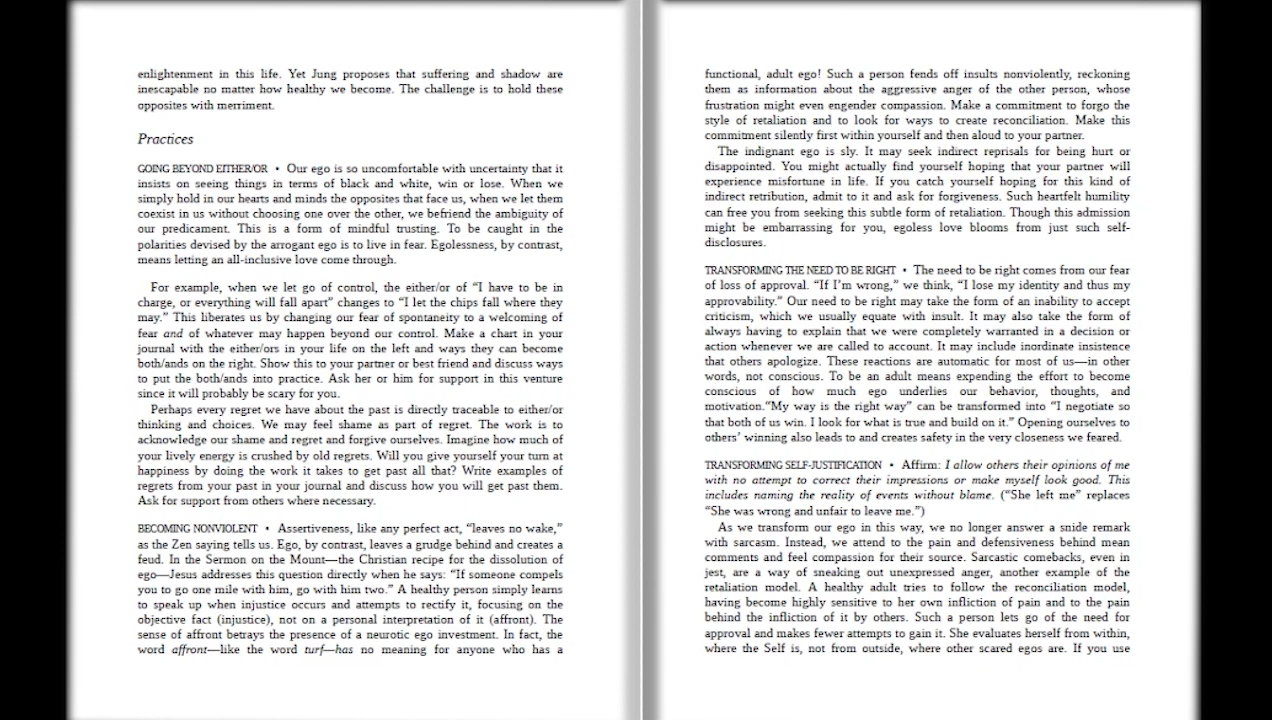 enlightenment in this life. Yet Jung proposes that suffering and shadow are
inescapable no matter how healthy we become. The challenge is to hold these
opposites with merriment.
Practices
GOING BEYOND EITHER/OR • Our ego is so uncomfortable with uncertainty that it
insists on seeing things in terms of black and white, win or lose. When we
simply hold in our hearts and minds the opposites that face us, when we let them
coexist in us without choosing one over the other, we befriend the ambiguity of
our predicament. This is a form of mindful trusting. To be caught in the
polarities devised by the arrogant ego is to live in fear. Egolessness, by contrast,
means letting an all-inclusive love come through.
For example, when we let go of control, the either/or of “I have to be in
charge, or everything will fall apart” changes to “I let the chips fall where they
may.” This liberates us by changing our fear of spontaneity to a welcoming of
fear and of whatever may happen beyond our control. Make a chart in your
journal with the either/ors in your life on the left and ways they can become
both/ands on the right. Show this to your partner or best friend and discuss ways
to put the both/ands into practice. Ask her or him for support in this venture
since it will probably be scary for you.
Perhaps every regret we have about the past is directly traceable to either/or
thinking and choices. We may feel shame as part of regret. The work is to
acknowledge our shame and regret and forgive ourselves. Imagine how much of
your lively energy is crushed by old regrets. Will you give yourself your turn at
happiness by doing the work it takes to get past all that? Write examples of
regrets from your past in your journal and discuss how you will get past them.
Ask for support from others where necessary.
BECOMING NONVIOLENT • Assertiveness, like any perfect act, “leaves no wake,”
as the Zen saying tells us. Ego, by contrast, leaves a grudge behind and creates a
feud. In the Sermon on the Mount—the Christian recipe for the dissolution of
ego—Jesus addresses this question directly when he says: “If someone compels
you to go one mile with him, go with him two.” A healthy person simply learns
to speak up when injustice occurs and attempts to rectify it, focusing on the
objective fact (injustice), not on a personal interpretation of it (affront). The
sense of affront betrays the presence of a neurotic ego investment. In fact, the
word affront—like the word turf—has no meaning for anyone who has a
functional, adult ego! Such a person fends off insults nonviolently, reckoning
them as information about the aggressive anger of the other person, whose
frustration might even engender compassion. Make a commitment to forgo the
style of retaliation and to look for ways to create reconciliation. Make this
commitment silently first within yourself and then aloud to your partner.
The indignant ego is sly. It may seek indirect reprisals for being hurt or
disappointed. You might actually find yourself hoping that your partner will
experience misfortune in life. If you catch yourself hoping for this kind of
indirect retribution, admit to it and ask for forgiveness. Such heartfelt humility
can free you from seeking this subtle form of retaliation. Though this admission
might be embarrassing for you, egoless love blooms from just such self-
disclosures.
TRANSFORMING THE NEED TO BE RIGHT • The need to be right comes from our fear
of loss of approval. “If I’m wrong,” we think, “I lose my identity and thus my
approvability.” Our need to be right may take the form of an inability to accept
criticism, which we usually equate with insult. It may also take the form of
always having to explain that we were completely warranted in a decision or
action whenever we are called to account. It may include inordinate insistence
that others apologize. These reactions are automatic for most of us—in other
words, not conscious. To be an adult means expending the effort to become
conscious of how much ego underlies our behavior, thoughts, and
motivation.“My way is the right way” can be transformed into “I negotiate so
that both of us win. I look for what is true and build on it.” Opening ourselves to
others’ winning also leads to and creates safety in the very closeness we feared.
TRANSFORMING SELF-JUSTIFICATION • Affirm: I allow others their opinions of me
with no attempt to correct their impressions or make myself look good. This
includes naming the reality of events without blame. (“She left me” replaces
“She was wrong and unfair to leave me.”)
As we transform our ego in this way, we no longer answer a snide remark
with sarcasm. Instead, we attend to the pain and defensiveness behind mean
comments and feel compassion for their source. Sarcastic comebacks, even in
jest, are a way of sneaking out unexpressed anger, another example of the
retaliation model. A healthy adult tries to follow the reconciliation model,
having become highly sensitive to her own infliction of pain and to the pain
behind the infliction of it by others. Such a person lets go of the need for
approval and makes fewer attempts to gain it. She evaluates herself from within,
where the Self is, not from outside, where other scared egos are. If you use